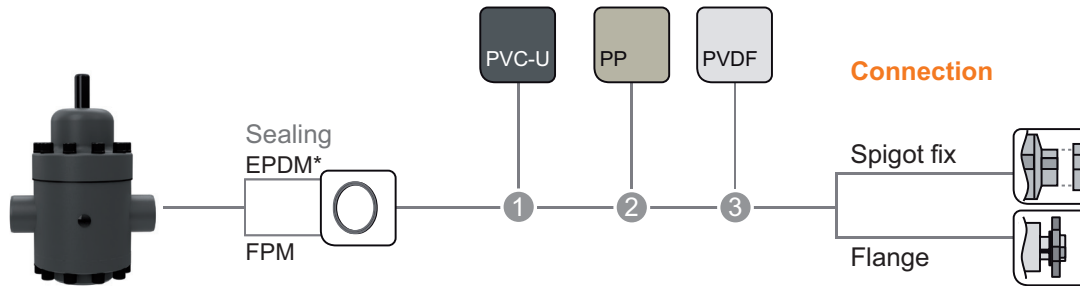 PVC-U
PP
PVDF
Connection
Sealing
EPDM*
FPM
1
2
3
Spigot fix
Flange